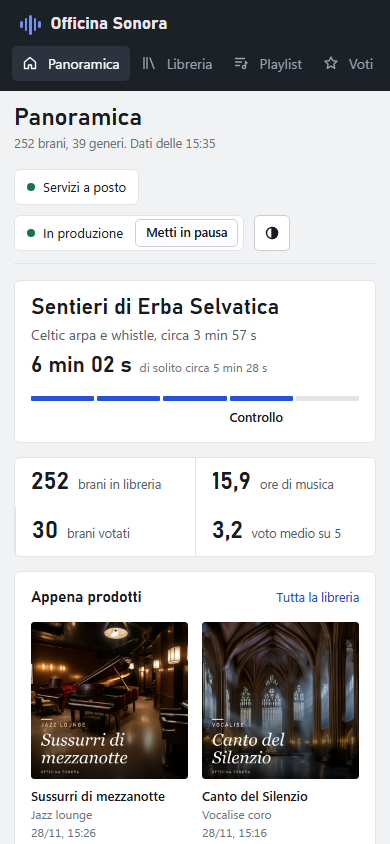 Officina Sonora
Panoramica
Libreria
Playlist
Voti
Panoramica
252 brani, 39 generi. Dati delle 15:35
Servizi a posto
In produzione
Metti in pausa
Sentieri di Erba Selvatica
Celtic arpa e whistle, circa 3 min 57 s
6 min 02 s di solito circa 5 min 28 s
Controllo
252 brani in libreria
15,9 ore di musica
30 brani votati
3,2 voto medio su 5
Appena prodotti
Tutta la libreria
JAZZ LOUNGE
Sussurri di
mezzanotte
OFFICINA SONORA
VOCALISE
Canto del
Silenzio
OFFICINA SONORA
Sussurri di mezzanotte
Jazz lounge
28/11, 15:26
Canto del Silenzio
Vocalise coro
28/11, 15:16